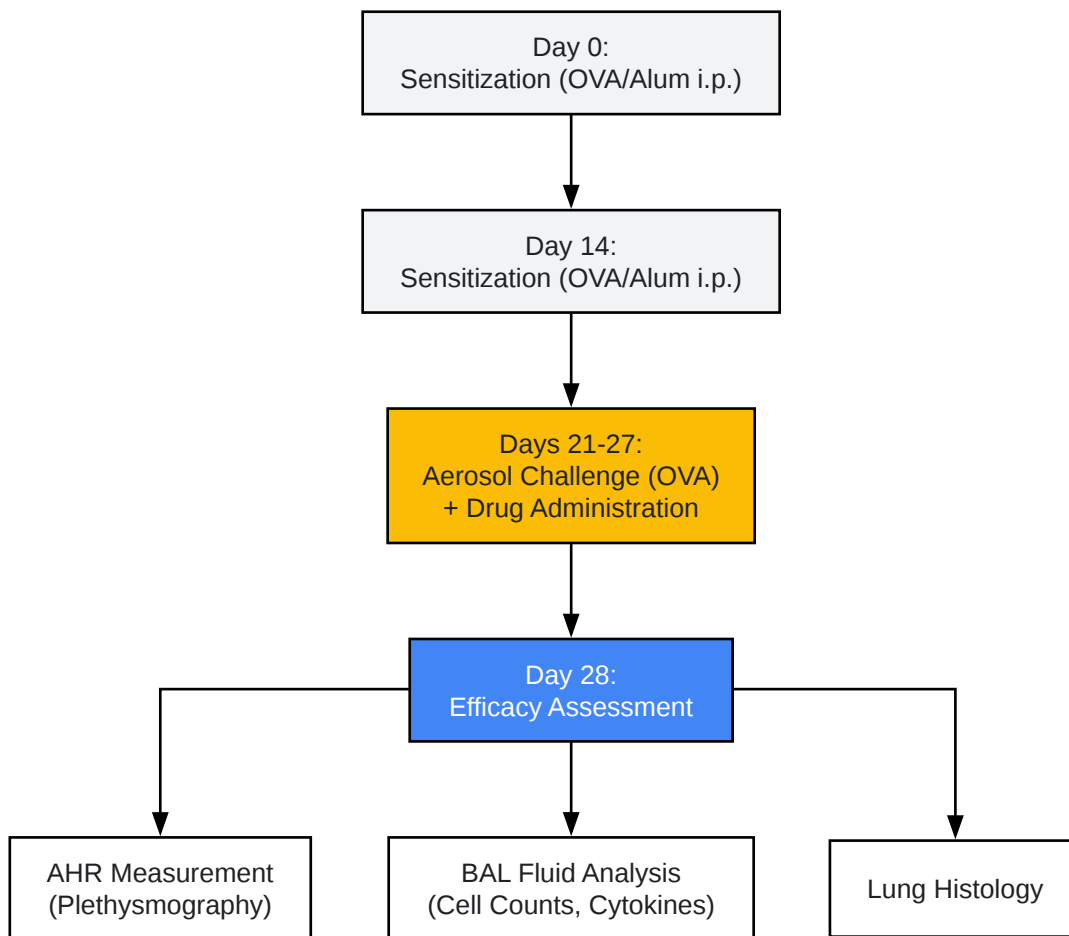 Day 0:
Sensitization (OVA/Alum i.p.)
Day 14:
Sensitization (OVA/Alum i.p.)
Days 21-27:
Aerosol Challenge (OVA)
+ Drug Administration
Day 28:
Efficacy Assessment
AHR Measurement
(Plethysmography)
BAL Fluid Analysis
(Cell Counts, Cytokines)
Lung Histology